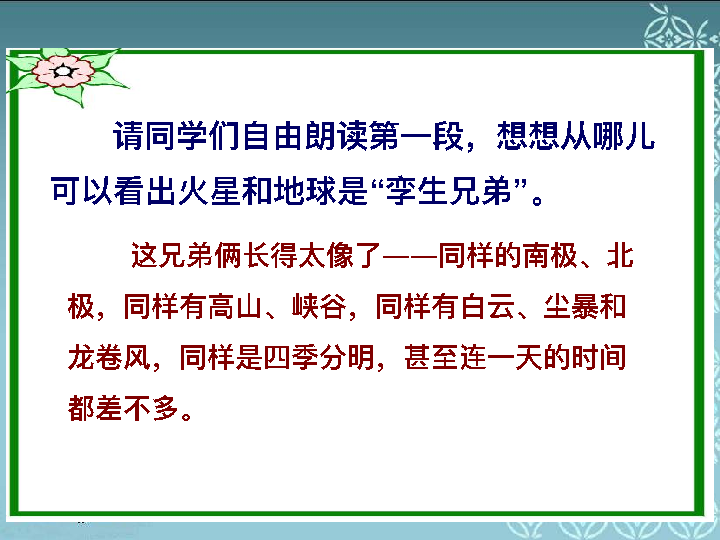 请同学们自由朗读第一段，想想从哪儿
可以看出火星和地球是“孪生兄弟”。
这兄弟俩长得太像了——同样的南极、北
极，同样有高山、峡谷，同样有白云、尘暴和
龙卷风，同样是四季分明，甚至连一天的时间
都差不多。